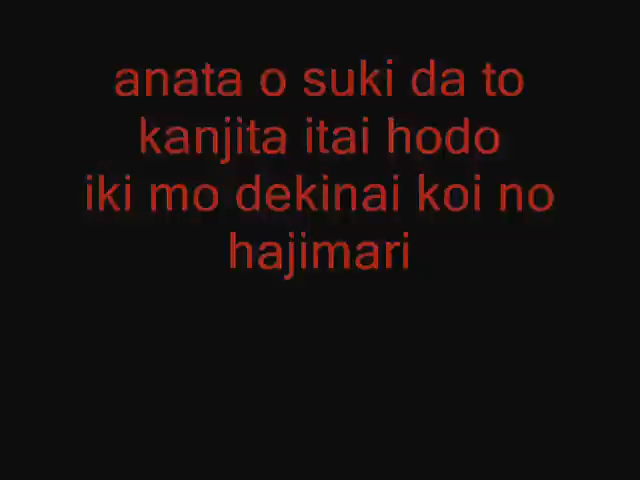 anata o suki da to
kanjita itai hodo
iki mo dekinai koi no
hajimari